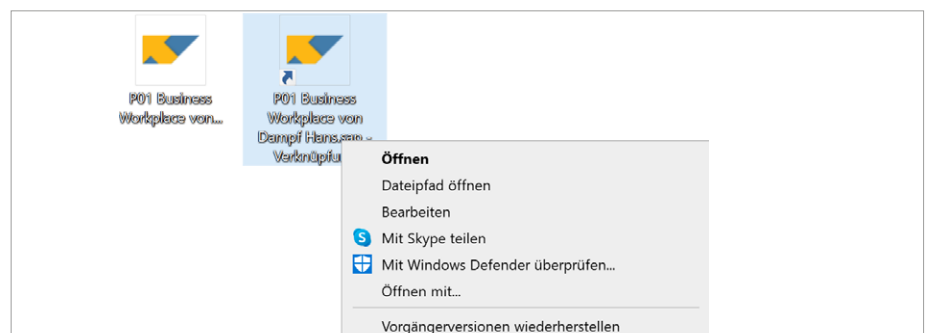 P01 Business
Workplace von...
P01 Business
Workplace von
Dampf Hans.sap -
Verknüpfu
Öffnen
Dateipfad öffnen
Bearbeiten
Mit Skype teilen
Mit Windows Defender überprüfen...
Öffnen mit...
Vorgängerversionen wiederherstellen